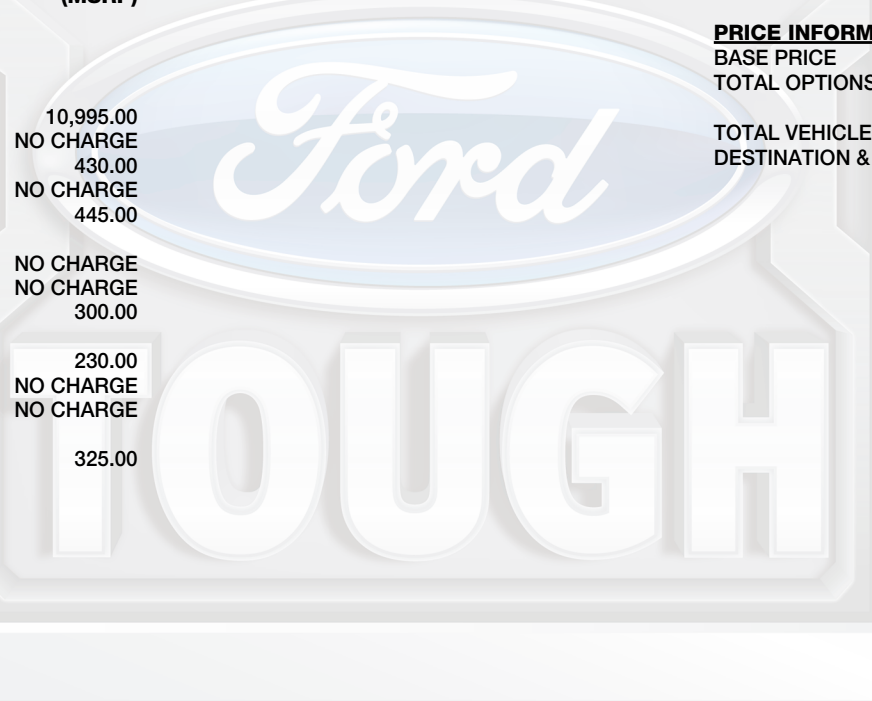 (MSRP)
10,995.00
NO CHARGE
430.00
NO CHARGE
445.00
NO CHARGE
NO CHARGE
300.00
230.00
NO CHARGE
NO CHARGE
325.00
PRICE INFORM
BASE PRICE
TOTAL OPTIONS
TOTAL VEHICLE
DESTINATION &
Ford
TOUGH